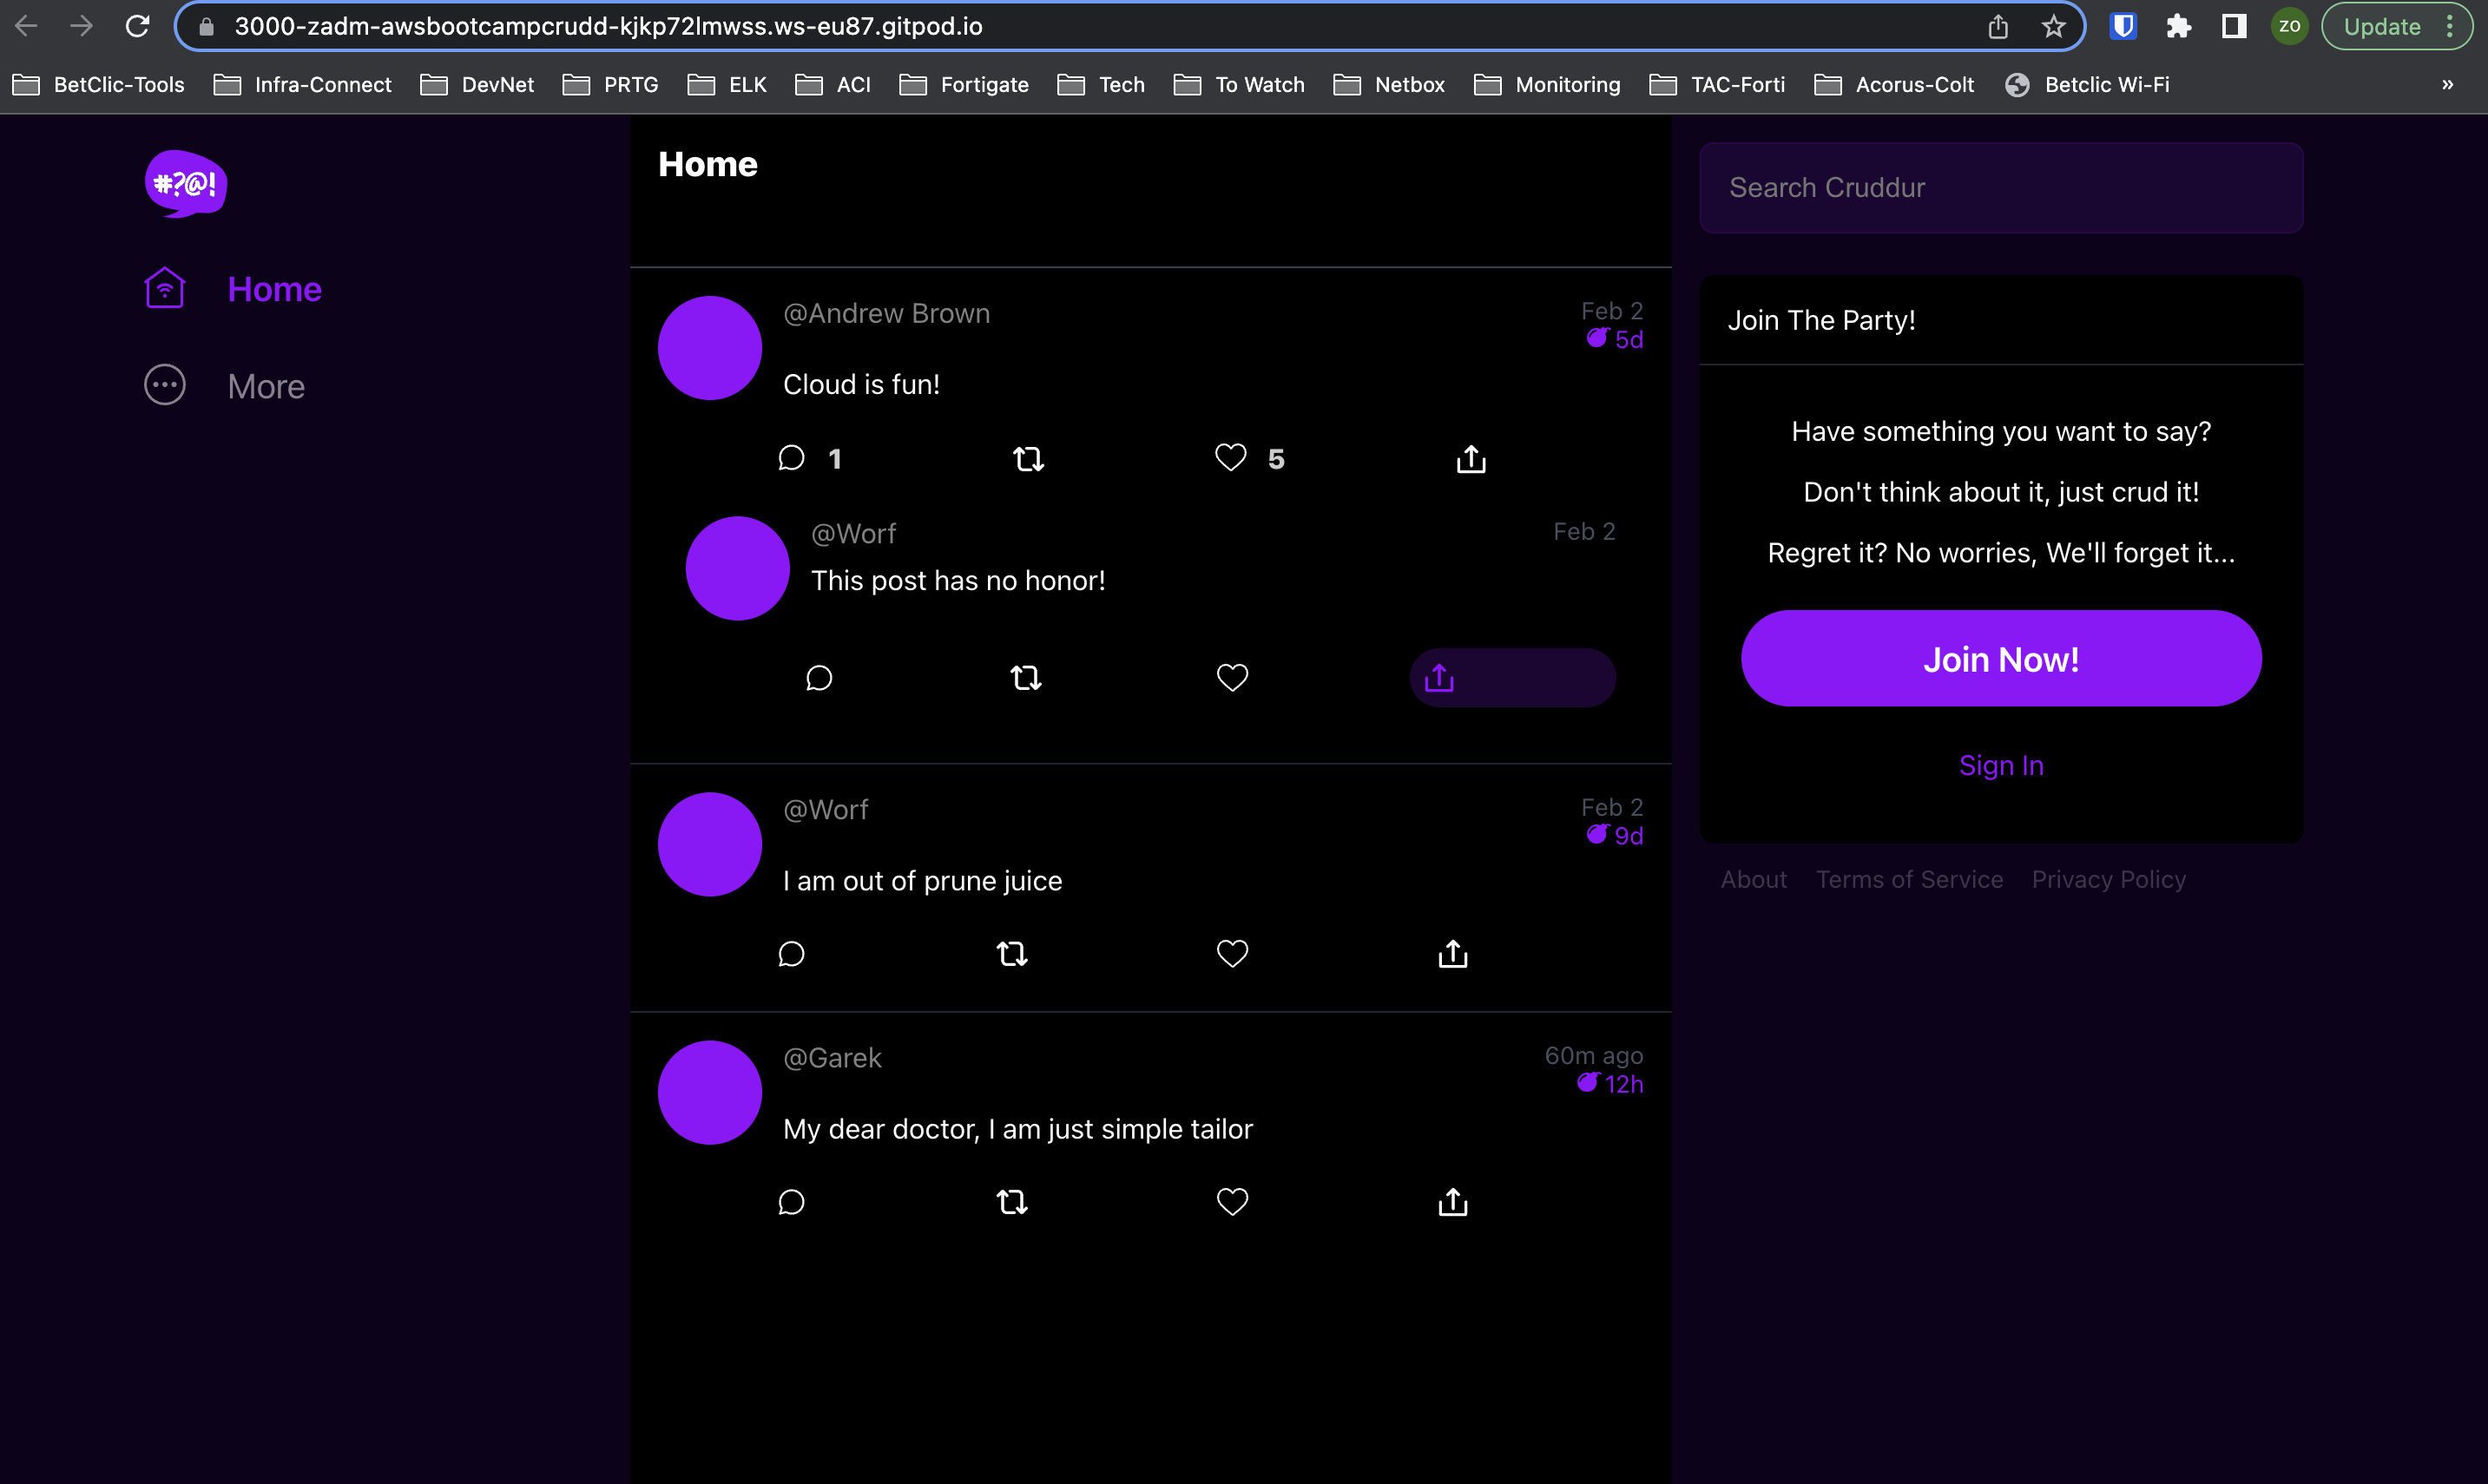 3000-zadm-awsbootcampcrudd-kjkp72lmwss.ws-eu87.gitpod.io
ZO
Update
BetClic-Tools
Infra-Connect
DevNet
PRTG
ELK
ACI
Fortigate
Tech
To Watch
Netbox
Monitoring
TAC-Forti
Acorus-Colt
Betclic Wi-Fi
»
#?@!
Home
More
Home
@Andrew Brown
Feb 2
5d
Cloud is fun!
1
5
@Worf
Feb 2
This post has no honor!
@Worf
Feb 2
9d
I am out of prune juice
@Garek
60m ago
12h
My dear doctor, I am just simple tailor
Search Cruddur
Join The Party!
Have something you want to say?
Don't think about it, just crud it!
Regret it? No worries, We'll forget it...
Join Now!
Sign In
About Terms of Service Privacy Policy